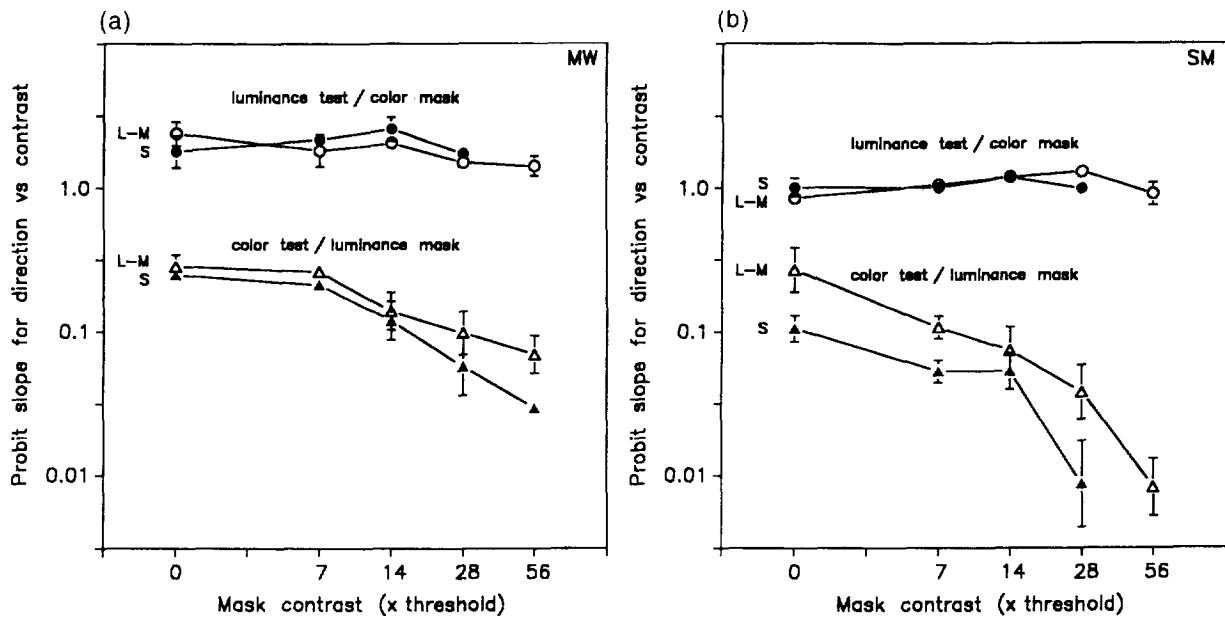 (a)
MW
luminance test / color mask
L-M
S
1.0
color test / luminance mask
L-M
S
0.1
0.01
Probit slope for direction vs contrast
0 7 14 28 56
Mask contrast (x threshold)
(b)
SM
luminance test / color mask
S
L-M
1.0
L-M
color test / luminance mask
S
0.1
0.01
Probit slope for direction vs contrast
0 7 14 28 56
Mask contrast (x threshold)